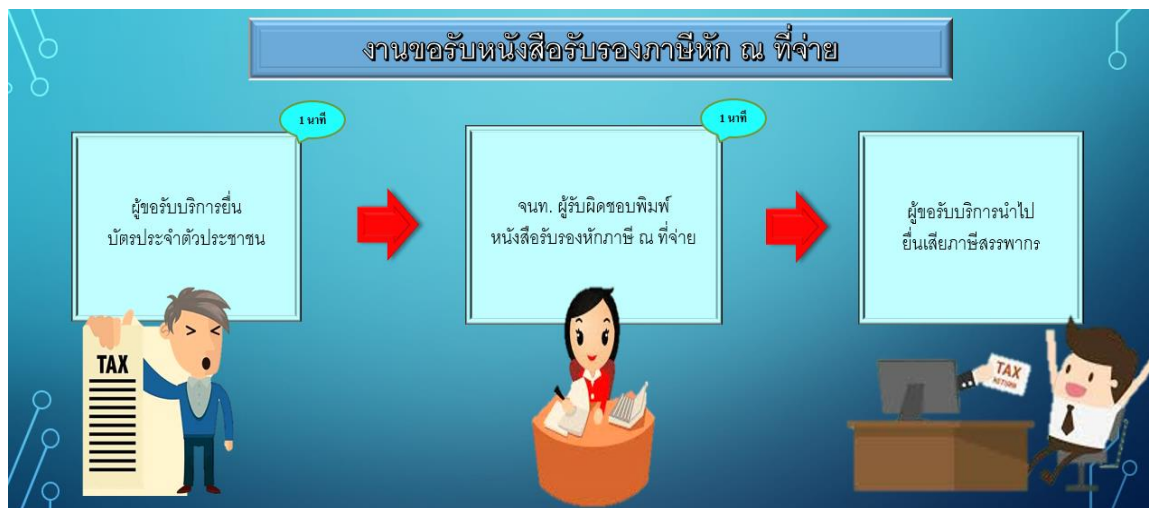 งานขอรับหนังสือรับรองภาษีหัก ณ ที่จ่าย
1 นาที
ผู้ขอรับบริการยื่น
บัตรประจำตัวประชาชน
1 นาที
จนท. ผู้รับผิดชอบพิมพ์
หนังสือรับรองหักภาษี ณ ที่จ่าย
ผู้ขอรับบริการนำไป
ยื่นเสียภาษีสรรพากร
TAX
TAX
RETURN